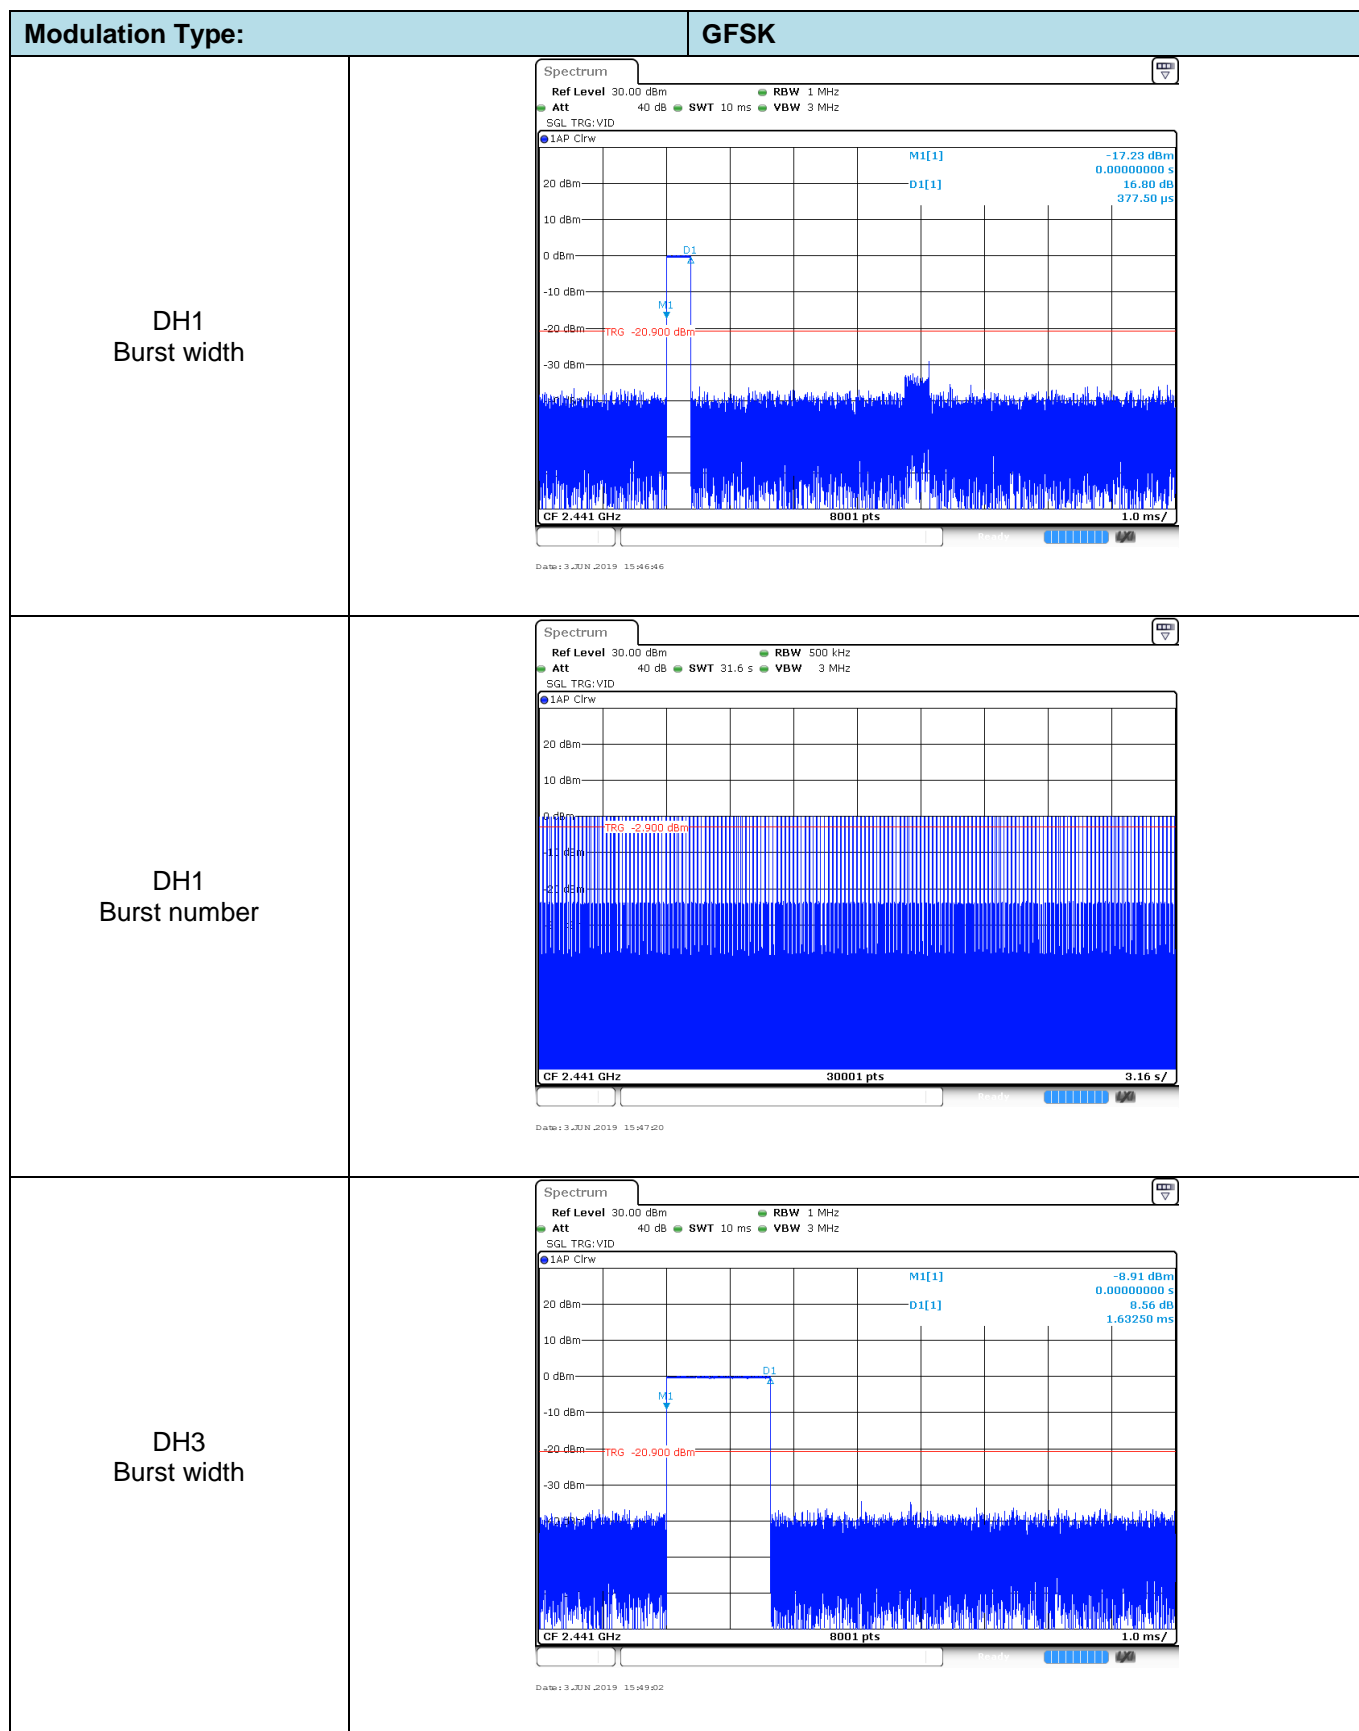 Modulation Type: GFSK
DH1
Burst width
Spectrum
Ref Level 30.00 dBm RBW 1 MHz
Att 40 dB SWT 10 ms VBW 3 MHz
SGL TRG:VID
1AP Clrw
M1[1] -17.23 dBm
0.00000000 s
20 dBm D1[1] 16.80 dB
377.50 µs
10 dBm
D1
0 dBm
-10 dBm
M1
-20 dBm
TRG -20.900 dBm
-30 dBm
CF 2.441 GHz 8001 pts 1.0 ms/
Ready
Date: 3.JUN.2019 15:46:46
DH1
Burst number
Spectrum
Ref Level 30.00 dBm RBW 500 kHz
Att 40 dB SWT 31.6 s VBW 3 MHz
SGL TRG:VID
1AP Clrw
20 dBm
10 dBm
0 dBm
TRG -2.900 dBm
CF 2.441 GHz 30001 pts 3.16 s/
Ready
Date: 3.JUN.2019 15:47:20
DH3
Burst width
Spectrum
Ref Level 30.00 dBm RBW 1 MHz
Att 40 dB SWT 10 ms VBW 3 MHz
SGL TRG:VID
1AP Clrw
M1[1] -8.91 dBm
0.00000000 s
20 dBm D1[1] 8.56 dB
1.63250 ms
10 dBm
D1
0 dBm
M1
-10 dBm
-20 dBm
TRG -20.900 dBm
-30 dBm
CF 2.441 GHz 8001 pts 1.0 ms/
Ready
Date: 3.JUN.2019 15:49:02